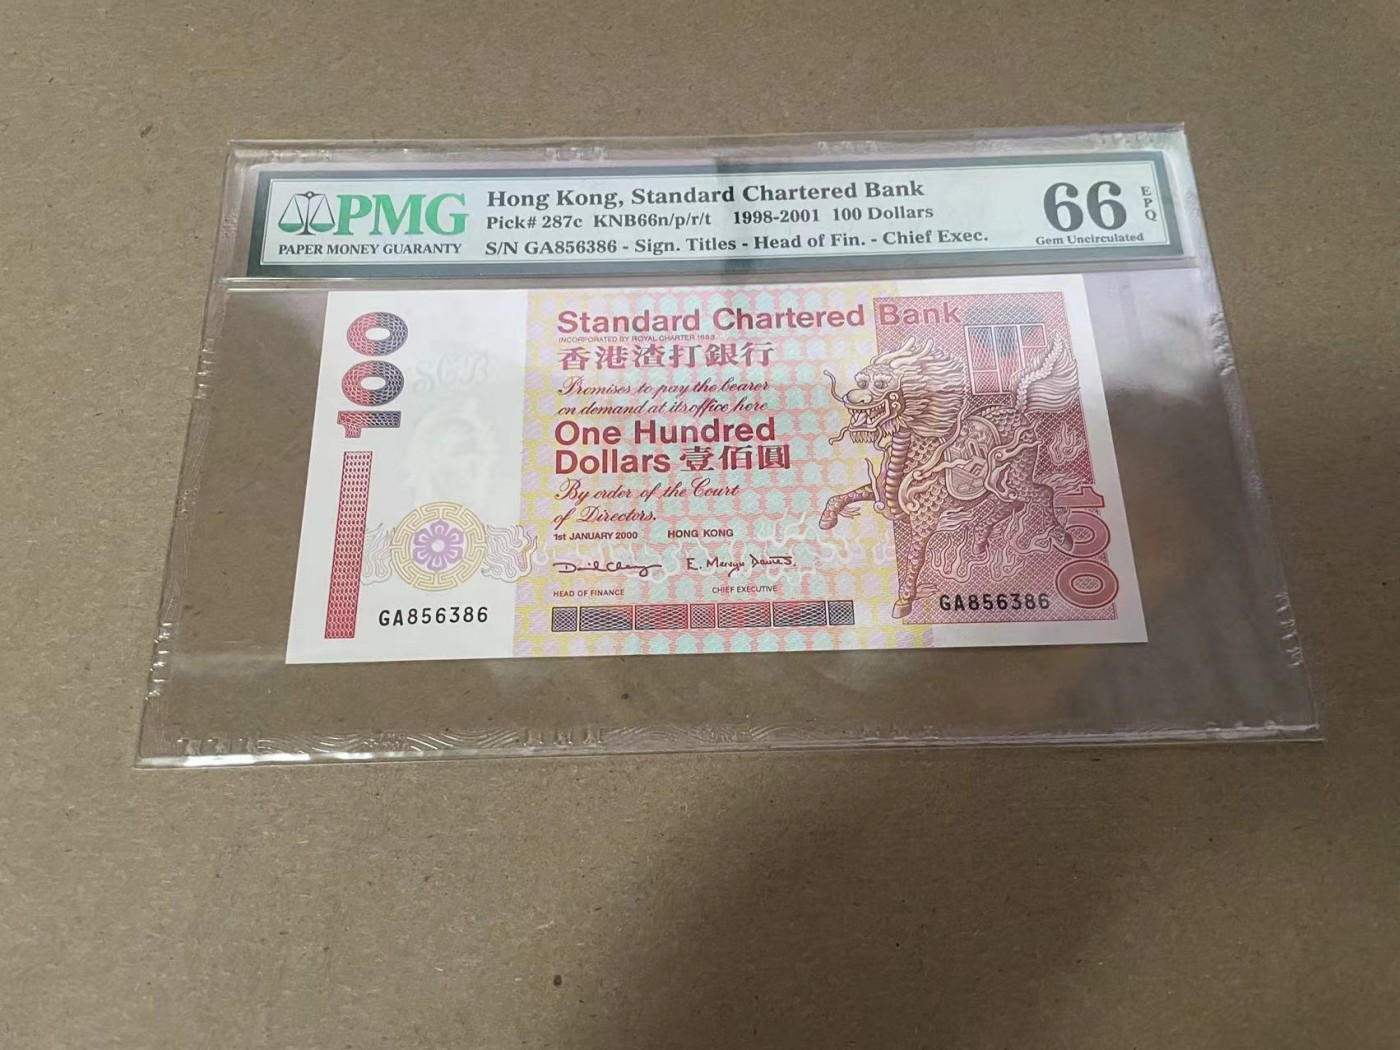 PMG
PAPER MONEY GUARANTY
Hong Kong, Standard Chartered Bank
Pick# 287c KNB66n/p/r/t 1998-2001 100 Dollars
S/N GA856386 - Sign. Titles - Head of Fin. - Chief Exec.
66
EPQ
Gem Uncirculated
100
SCB
Standard Chartered Bank
INCORPORATED BY ROYAL CHARTER 1853
香港渣打銀行
Promises to pay the bearer
on demand at its office here
One Hundred
Dollars 壹佰圓
By order of the Court
of Directors.
1st JANUARY 2000 HONG KONG
E. Mervyn Davies.
HEAD OF FINANCE CHIEF EXECUTIVE
GA856386
GA856386
100